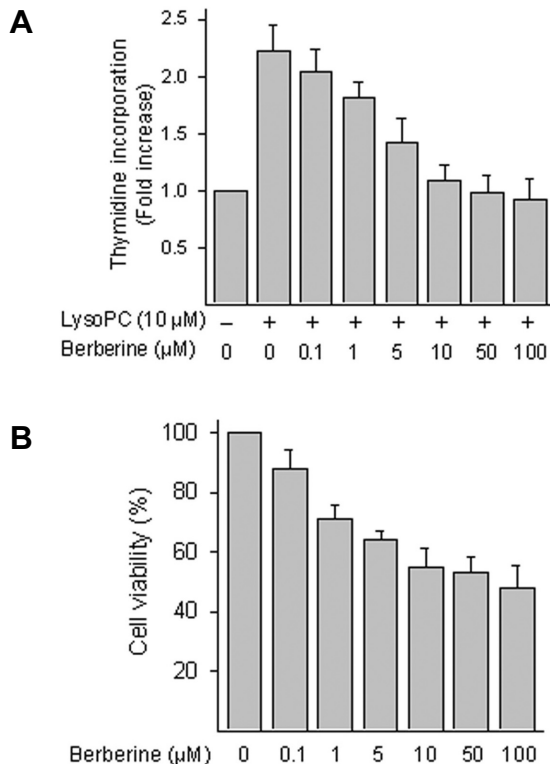 A
Thymidine incorporation
(Fold increase)
2.5
2.0
1.5
1.0
0.5
LysoPC (10 µM) – + + + + + + +
Berberine (µM) 0 0 0.1 1 5 10 50 100
B
Cell viability (%)
100
80
60
40
20
Berberine (µM) 0 0.1 1 5 10 50 100